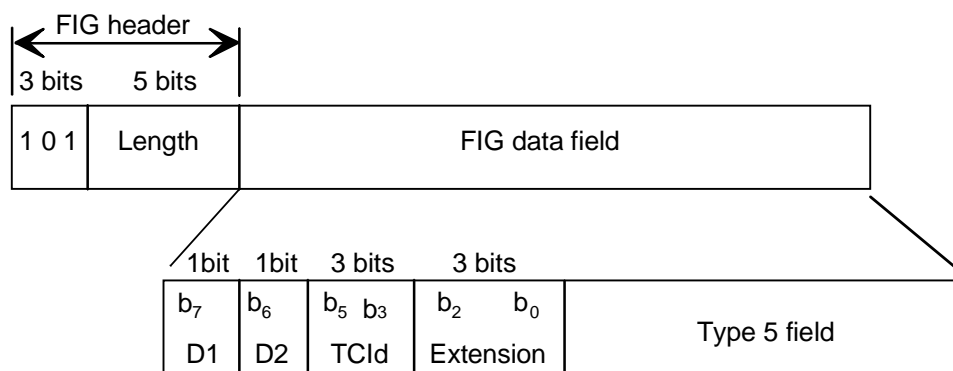 FIG header
3 bits 5 bits
1 0 1 Length FIG data field
1bit 1bit 3 bits 3 bits
b7 b6 b5 b3 b2 b0
D1 D2 TCId Extension Type 5 field